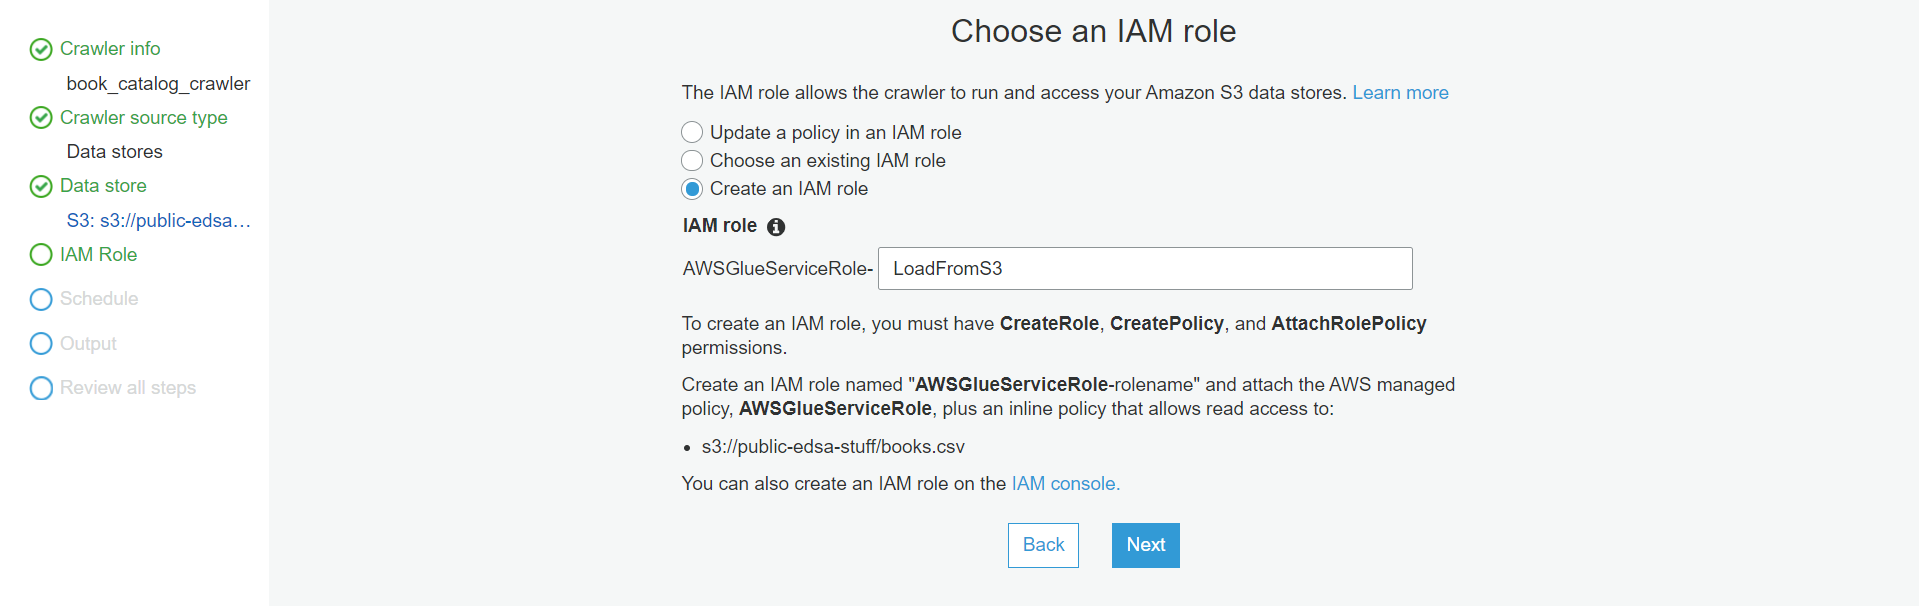 Crawler info
book_catalog_crawler
Crawler source type
Data stores
Data store
S3: s3://public-edsa…
IAM Role
Schedule
Output
Review all steps
Choose an IAM role
The IAM role allows the crawler to run and access your Amazon S3 data stores. Learn more
Update a policy in an IAM role
Choose an existing IAM role
Create an IAM role
IAM role
AWSGlueServiceRole- LoadFromS3
To create an IAM role, you must have CreateRole, CreatePolicy, and AttachRolePolicy
permissions.
Create an IAM role named "AWSGlueServiceRole-rolename" and attach the AWS managed
policy, AWSGlueServiceRole, plus an inline policy that allows read access to:
• s3://public-edsa-stuff/books.csv
You can also create an IAM role on the IAM console.
Back Next